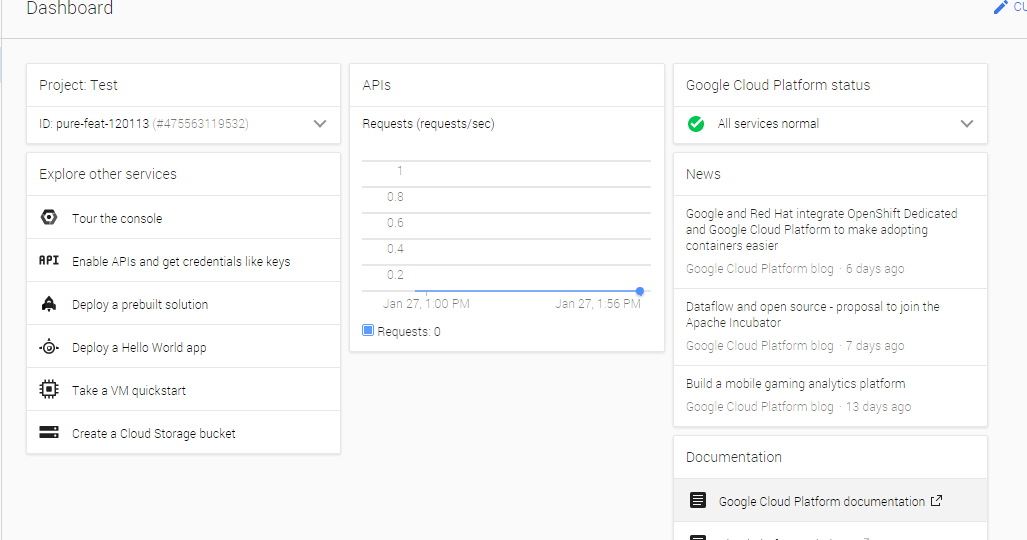 Dashboard
CU
Project: Test
ID: pure-feat-120113 (#475563119532)
Explore other services
Tour the console
API Enable APIs and get credentials like keys
Deploy a prebuilt solution
Deploy a Hello World app
Take a VM quickstart
Create a Cloud Storage bucket
APIs
Requests (requests/sec)
1
0.8
0.6
0.4
0.2
Jan 27, 1:00 PM Jan 27, 1:56 PM
Requests: 0
Google Cloud Platform status
All services normal
News
Google and Red Hat integrate OpenShift Dedicated
and Google Cloud Platform to make adopting
containers easier
Google Cloud Platform blog · 6 days ago
Dataflow and open source - proposal to join the
Apache Incubator
Google Cloud Platform blog · 7 days ago
Build a mobile gaming analytics platform
Google Cloud Platform blog · 13 days ago
Documentation
Google Cloud Platform documentation